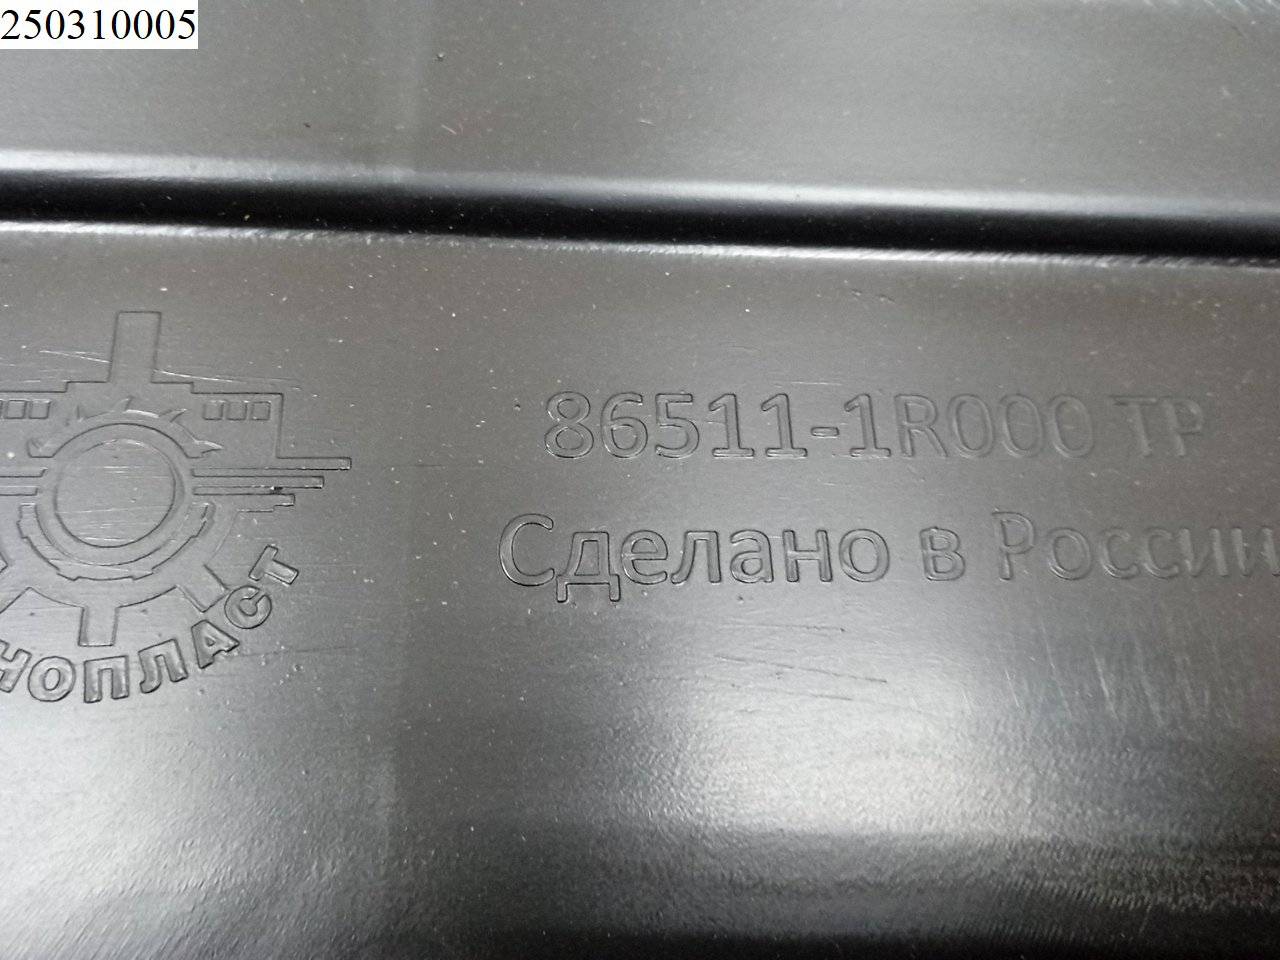 250310005
86511-1R000 TP
Сделано в России
НОПЛАСТ